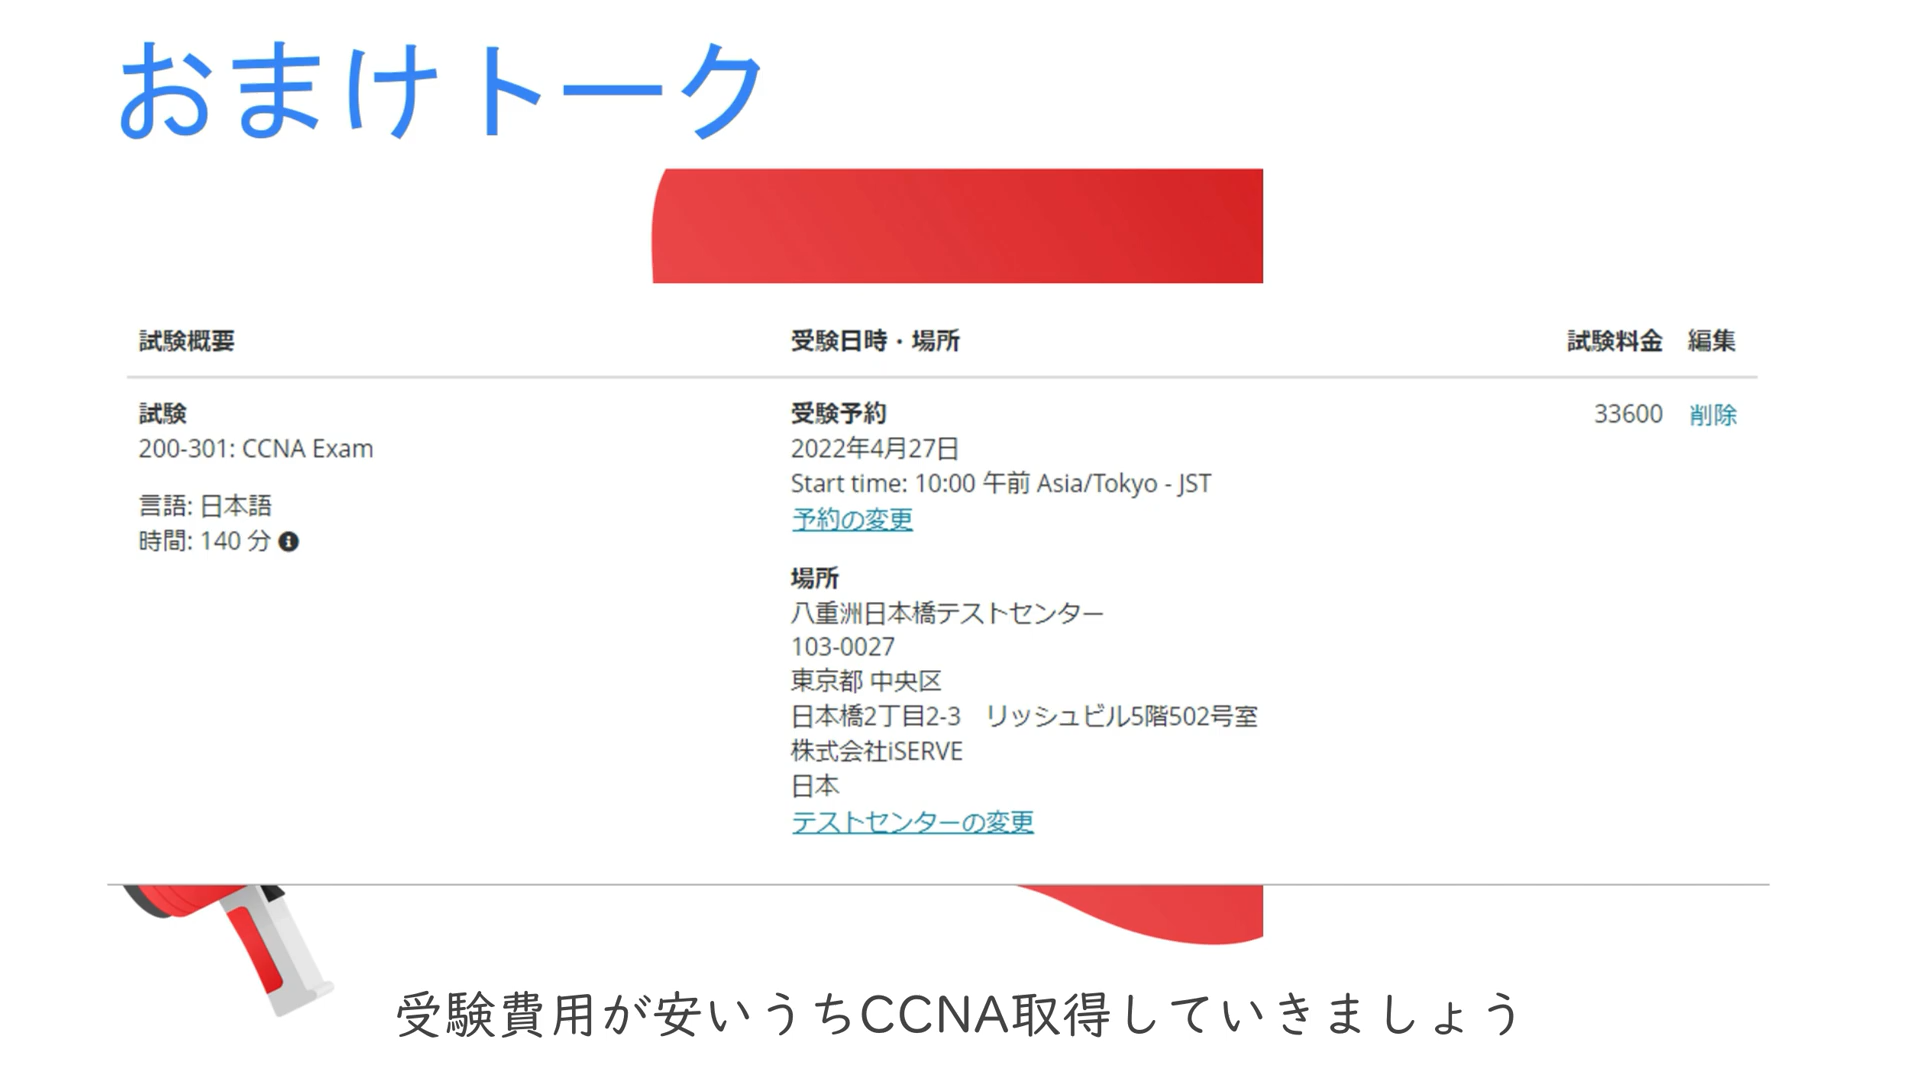 おまけトーク
試験概要
受験日時・場所
試験料金 編集
試験
200-301: CCNA Exam
言語: 日本語
時間: 140 分
受験予約
2022年4月27日
Start time: 10:00 午前 Asia/Tokyo - JST
予約の変更
33600 削除
場所
八重洲日本橋テストセンター
103-0027
東京都 中央区
日本橋2丁目2-3　リッシュビル5階502号室
株式会社iSERVE
日本
テストセンターの変更
受験費用が安いうちCCNA取得していきましょう